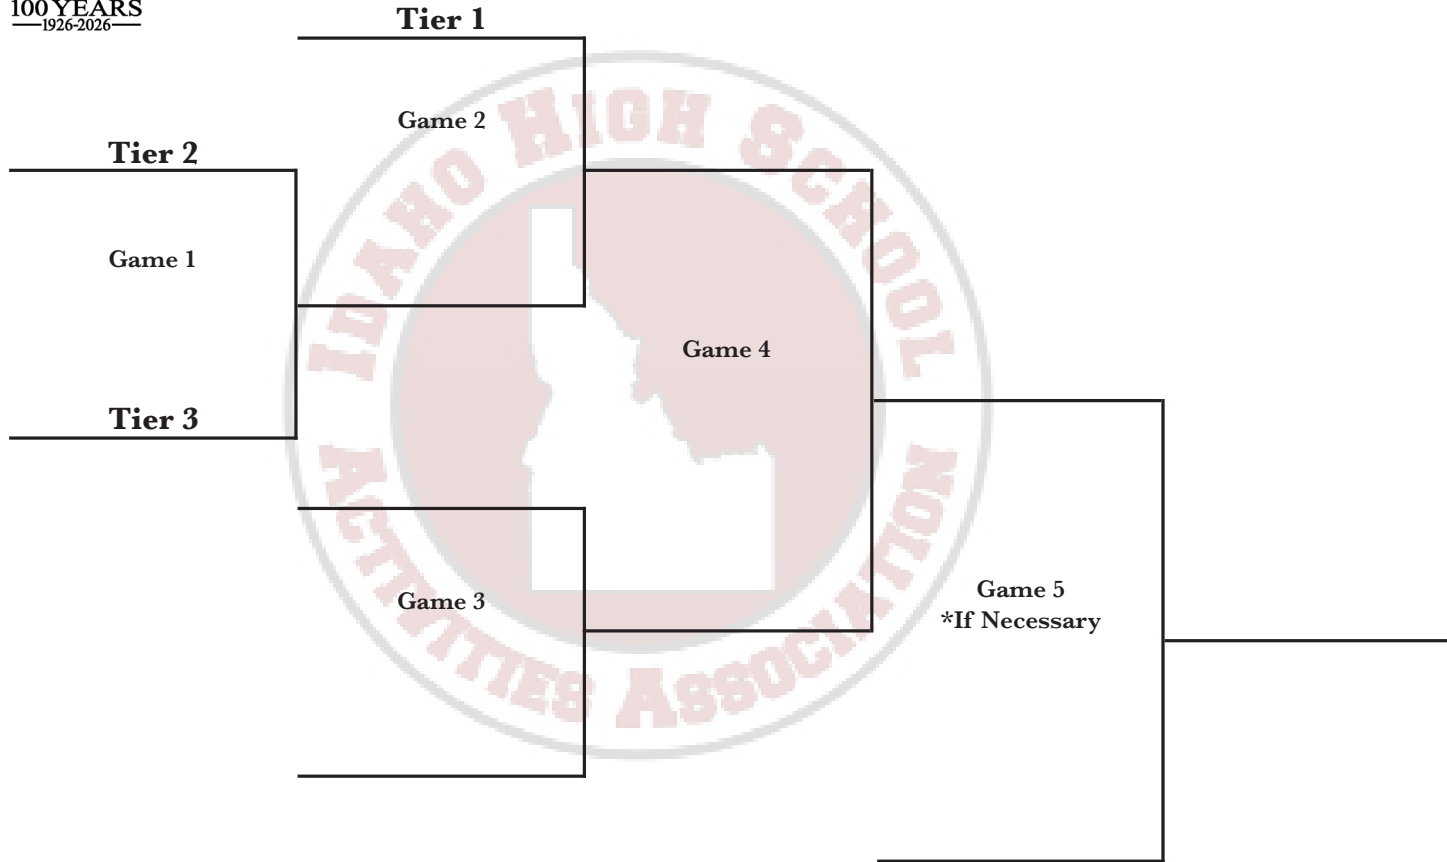 100 YEARS
1926-2026
Tier 1
Game 2
Tier 2
Game 1
Game 4
Tier 3
Game 3
Game 5
*If Necessary
IDAHO HIGH SCHOOL
ACTIVITIES ASSOCIATION